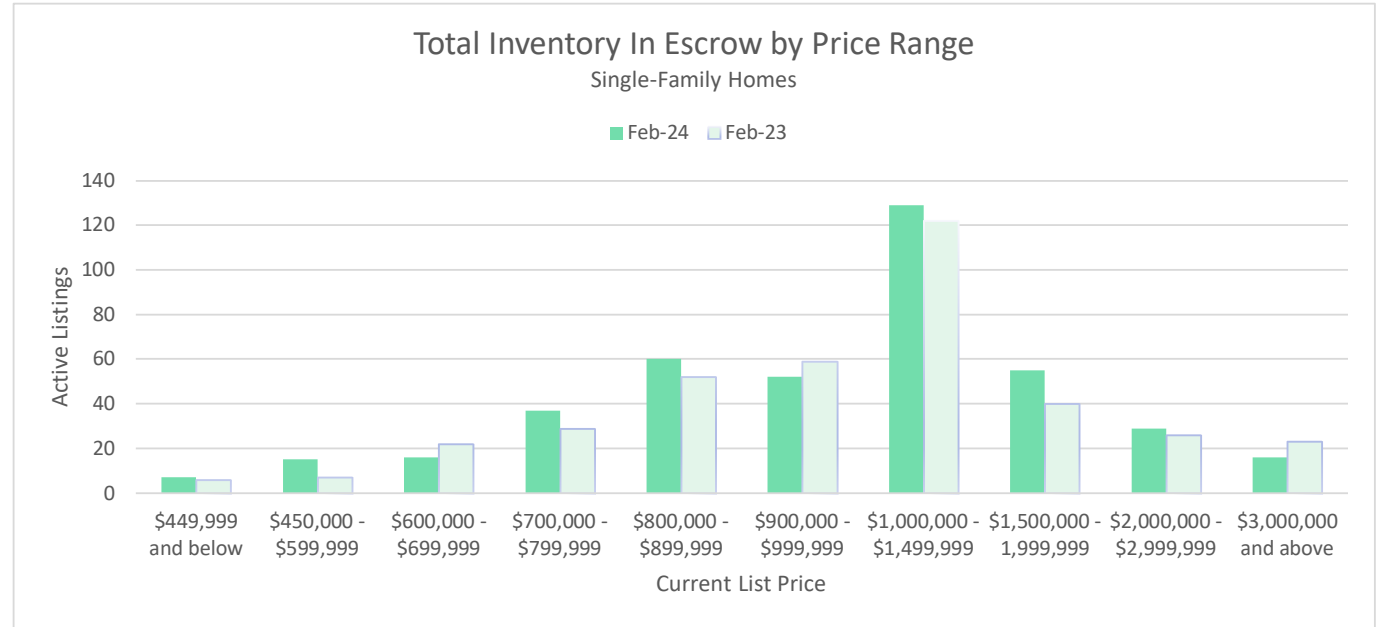 Total Inventory In Escrow by Price Range
Single-Family Homes
Feb-24 Feb-23
140
120
100
80
60
40
20
0
Active Listings
$449,999 and below
$450,000 - $599,999
$600,000 - $699,999
$700,000 - $799,999
$800,000 - $899,999
$900,000 - $999,999
$1,000,000 - $1,499,999
$1,500,000 - 1,999,999
$2,000,000 - $2,999,999
$3,000,000 and above
Current List Price